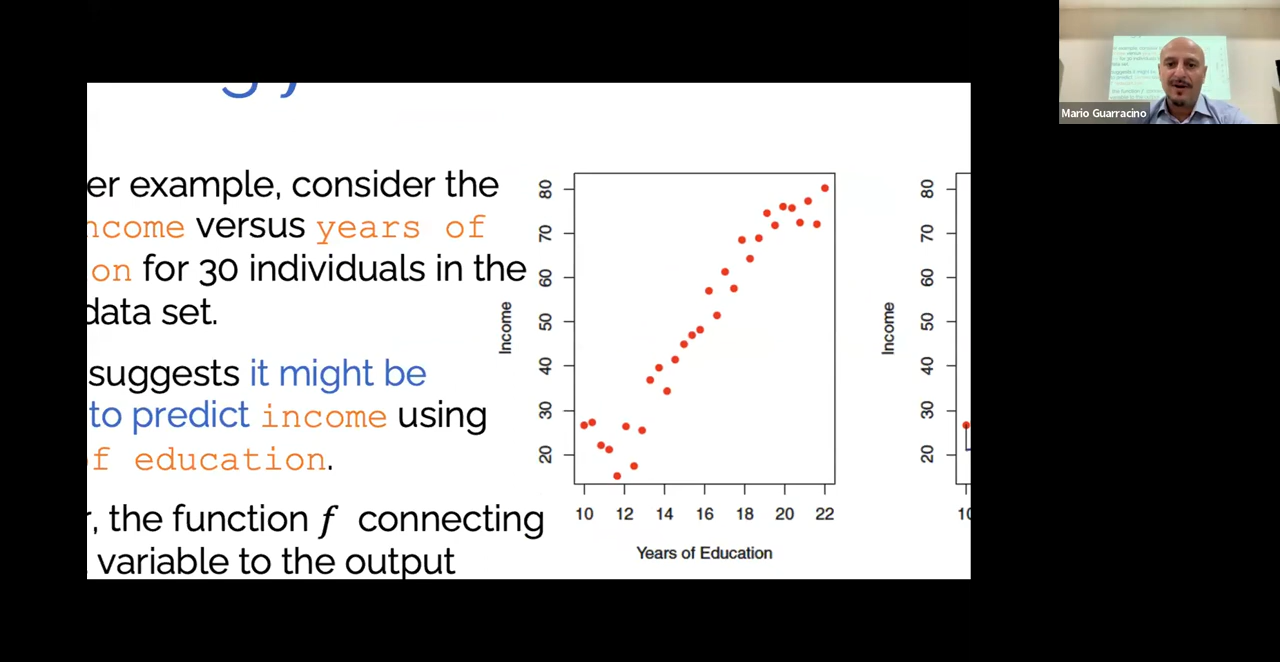 er example, consider the
ncome versus years of
on for 30 individuals in the
data set.
suggests it might be
to predict income using
f education.
r, the function f connecting
variable to the output
Income
80
70
60
50
40
30
20
10 12 14 16 18 20 22
Years of Education
Income
80
70
60
50
40
30
20
10
Mario Guarracino